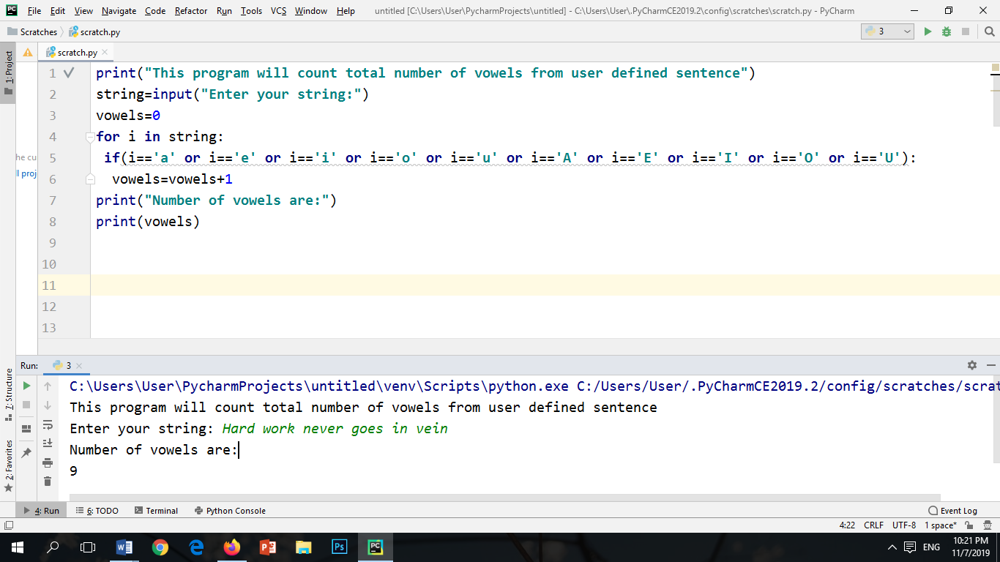 File Edit View Navigate Code Refactor Run Tools VCS Window Help untitled [C:\Users\User\PycharmProjects\untitled] - C:\Users\User\.PyCharmCE2019.2\config\scratches\scratch.py - PyCharm
Scratches scratch.py 3
1: Project
scratch.py
1 print("This program will count total number of vowels from user defined sentence")
2 string=input("Enter your string:")
3 vowels=0
4 for i in string:
he cu
5  if(i=='a' or i=='e' or i=='i' or i=='o' or i=='u' or i=='A' or i=='E' or i=='I' or i=='O' or i=='U'):
ll proj
6   vowels=vowels+1
7 print("Number of vowels are:")
8 print(vowels)
9
10
11
12
13
Run: 3
7: Structure
2: Favorites
C:\Users\User\PycharmProjects\untitled\venv\Scripts\python.exe C:/Users/User/.PyCharmCE2019.2/config/scratches/scrat
This program will count total number of vowels from user defined sentence
Enter your string: Hard work never goes in vein
Number of vowels are:
9
4: Run 6: TODO Terminal Python Console Event Log
4:22 CRLF UTF-8 1 space*
ENG 10:21 PM
11/7/2019